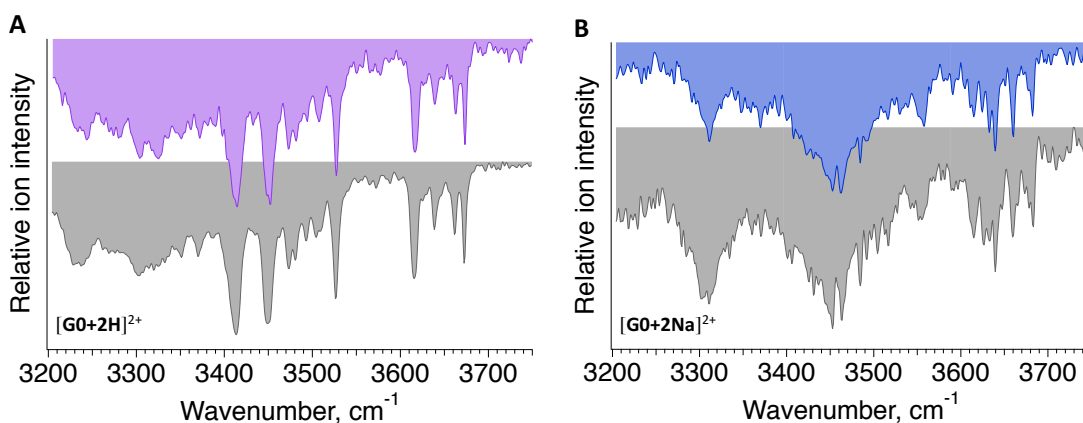 A
Relative ion intensity
[G0+2H]²⁺
3200 3300 3400 3500 3600 3700
Wavenumber, cm⁻¹
B
Relative ion intensity
[G0+2Na]²⁺
3200 3300 3400 3500 3600 3700
Wavenumber, cm⁻¹